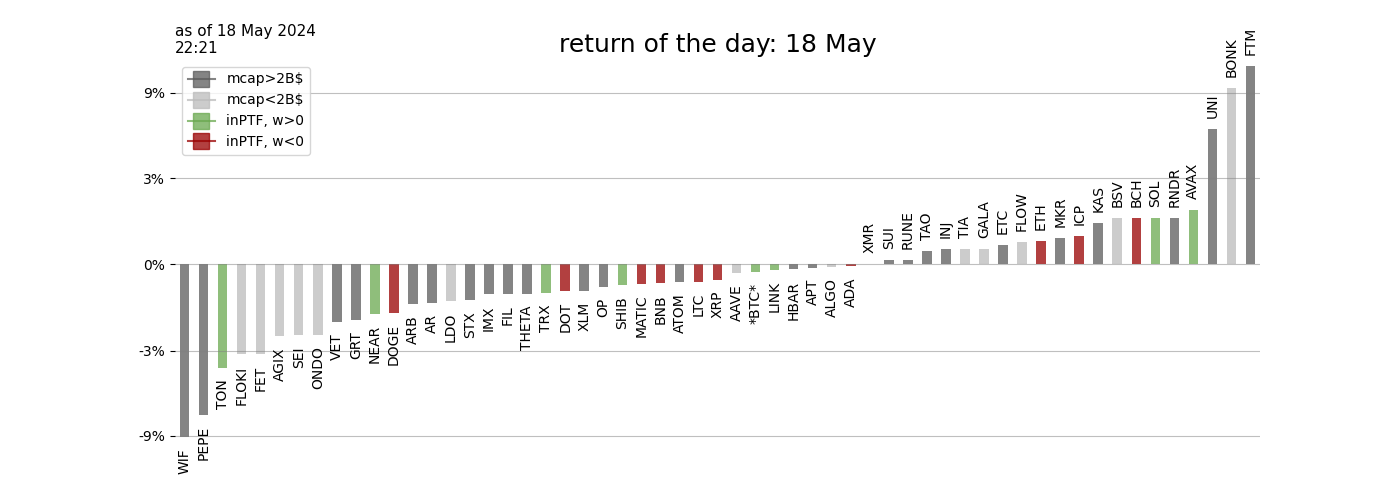 as of 18 May 2024
22:21
return of the day: 18 May
mcap>2B$
mcap<2B$
inPTF, w>0
inPTF, w<0
9%
3%
0%
-3%
-9%
WIF
PEPE
TON
FLOKI
FET
AGIX
SEI
ONDO
VET
GRT
NEAR
DOGE
ARB
AR
LDO
STX
IMX
FIL
THETA
TRX
DOT
XLM
OP
SHIB
MATIC
BNB
ATOM
LTC
XRP
AAVE
*BTC*
LINK
HBAR
APT
ALGO
ADA
XMR
SUI
RUNE
TAO
INJ
TIA
GALA
ETC
FLOW
ETH
MKR
ICP
KAS
BSV
BCH
SOL
RNDR
AVAX
UNI
BONK
FTM